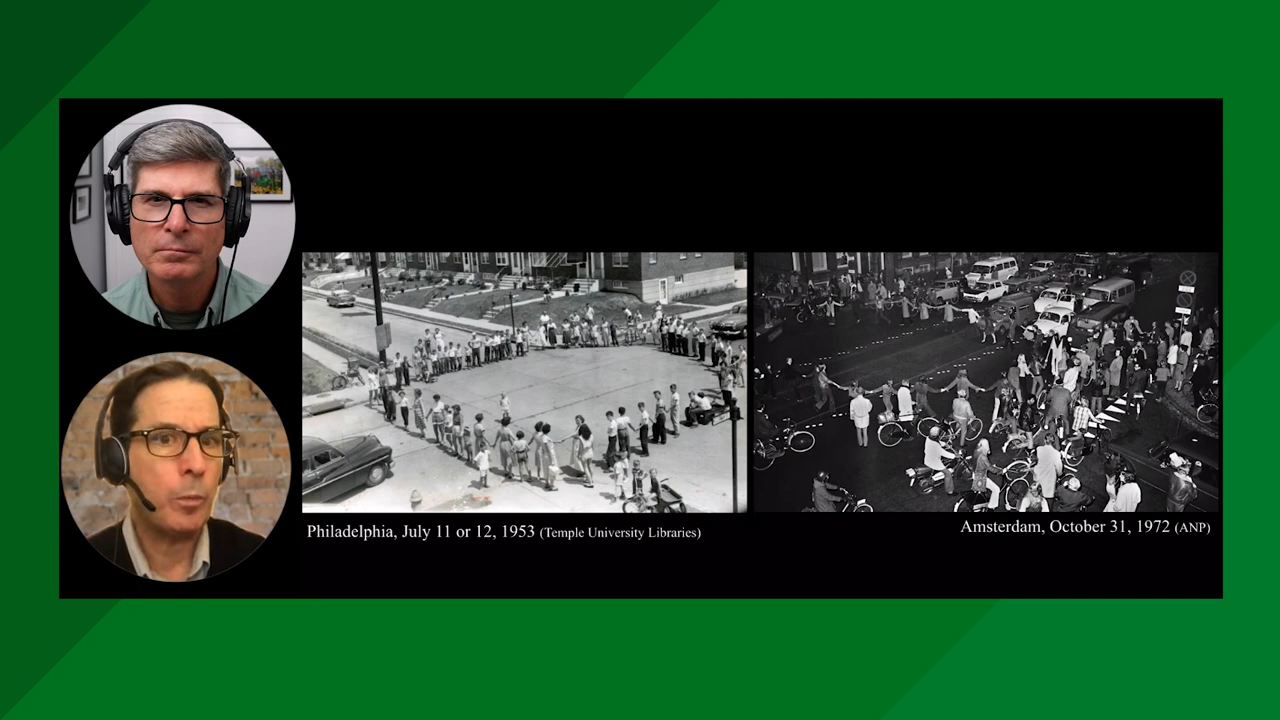 Philadelphia, July 11 or 12, 1953 (Temple University Libraries)
Amsterdam, October 31, 1972 (ANP)